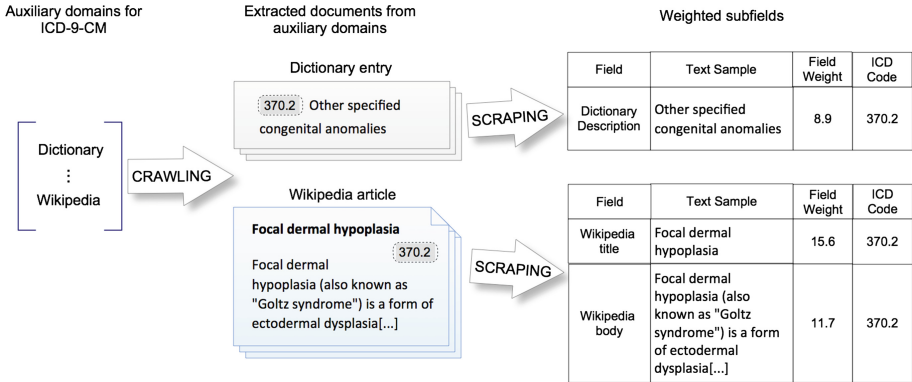 Auxiliary domains for
ICD-9-CM
Extracted documents from
auxiliary domains
Weighted subfields
Dictionary
⋮
Wikipedia
CRAWLING
Dictionary entry
370.2 Other specified
congenital anomalies
SCRAPING
Field Text Sample Field Weight ICD Code
Dictionary Description Other specified congenital anomalies 8.9 370.2
Wikipedia article
Focal dermal hypoplasia
370.2
Focal dermal
hypoplasia (also known as
"Goltz syndrome") is a form of
ectodermal dysplasia[...]
SCRAPING
Field Text Sample Field Weight ICD Code
Wikipedia title Focal dermal hypoplasia 15.6 370.2
Wikipedia body Focal dermal hypoplasia (also known as "Goltz syndrome") is a form of ectodermal dysplasia[...] 11.7 370.2